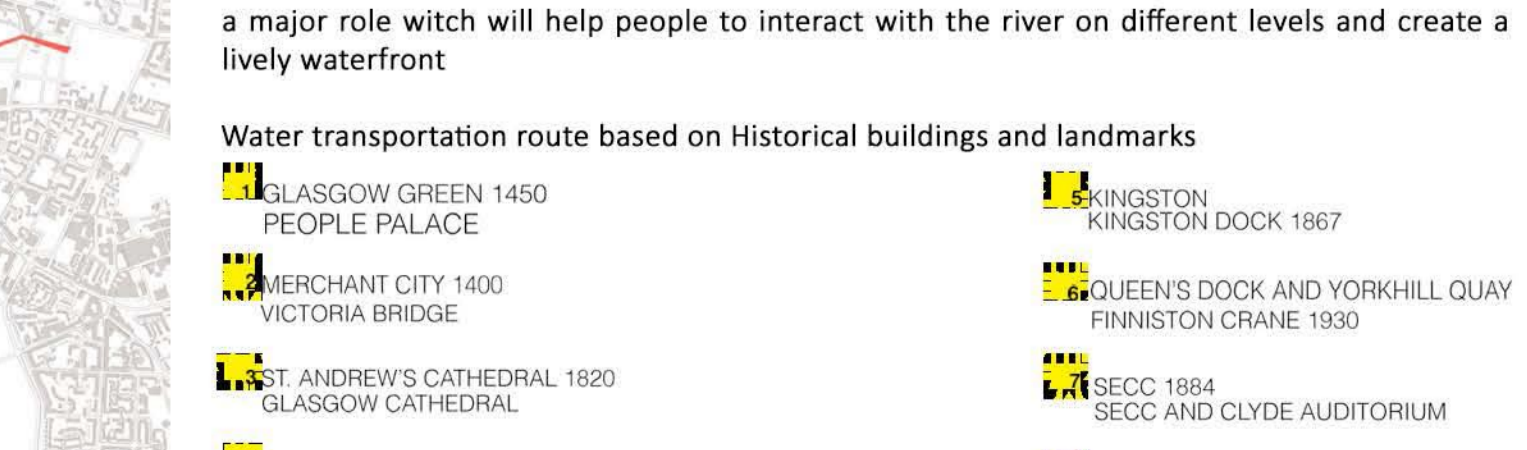 a major role witch will help people to interact with the river on different levels and create a
lively waterfront
Water transportation route based on Historical buildings and landmarks
1 GLASGOW GREEN 1450
PEOPLE PALACE
2 MERCHANT CITY 1400
VICTORIA BRIDGE
3 ST. ANDREW'S CATHEDRAL 1820
GLASGOW CATHEDRAL
5 KINGSTON
KINGSTON DOCK 1867
6 QUEEN'S DOCK AND YORKHILL QUAY
FINNISTON CRANE 1930
7 SECC 1884
SECC AND CLYDE AUDITORIUM